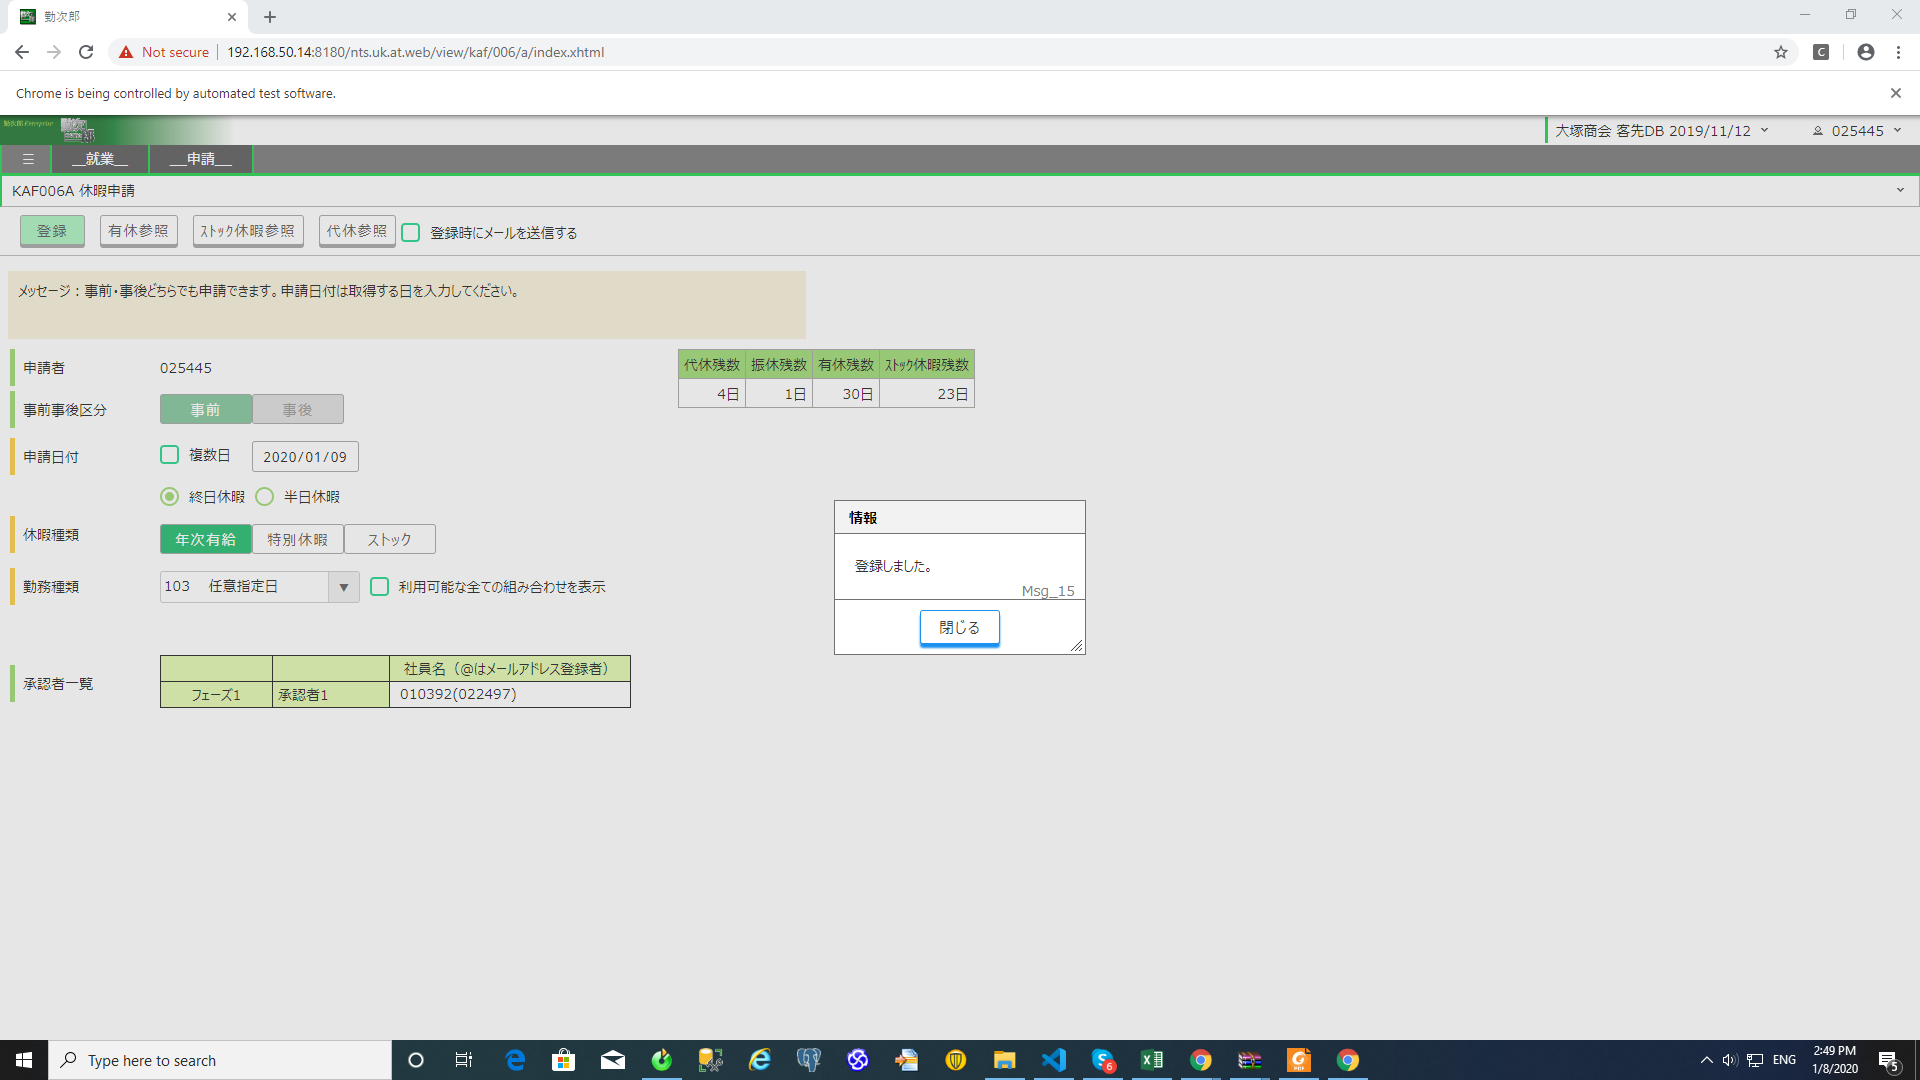 勤次郎
Not secure
192.168.50.14:8180/nts.uk.at.web/view/kaf/006/a/index.xhtml
Chrome is being controlled by automated test software.
大塚商会 客先DB 2019/11/12
025445
__就業__
__申請__
KAF006A 休暇申請
登録
有休参照
ｽﾄｯｸ休暇参照
代休参照
登録時にメールを送信する
メッセージ：事前・事後どちらでも申請できます。申請日付は取得する日を入力してください。
申請者
025445
代休残数 振休残数 有休残数 ｽﾄｯｸ休暇残数
4日 1日 30日 23日
事前事後区分
事前
事後
申請日付
複数日
2020/01/09
終日休暇
半日休暇
休暇種類
年次有給
特別休暇
ストック
勤務種類
103 任意指定日
利用可能な全ての組み合わせを表示
情報
登録しました。
Msg_15
閉じる
承認者一覧
社員名（@はメールアドレス登録者）
フェーズ1 承認者1 010392(022497)
Type here to search
6
ENG
2:49 PM
1/8/2020
5